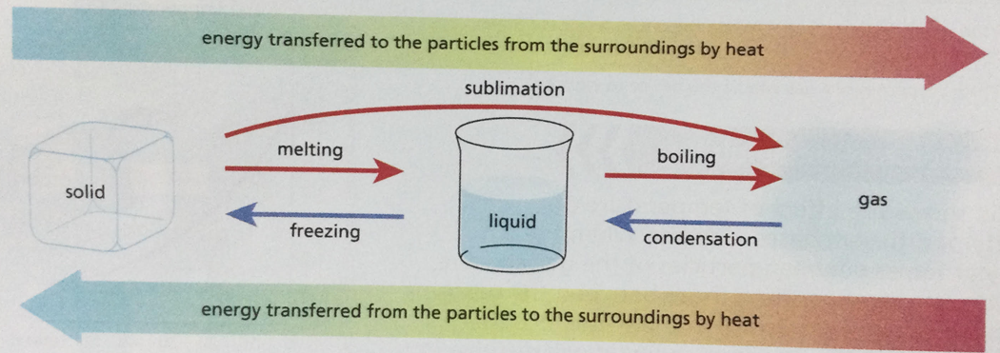 energy transferred to the particles from the surroundings by heat
sublimation
melting
boiling
solid
liquid
gas
freezing
condensation
energy transferred from the particles to the surroundings by heat